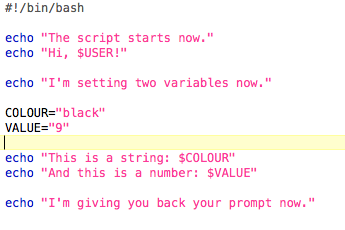 #!/bin/bash
echo "The script starts now."
echo "Hi, $USER!"
echo "I'm setting two variables now."
COLOUR="black"
VALUE="9"
echo "This is a string: $COLOUR"
echo "And this is a number: $VALUE"
echo "I'm giving you back your prompt now."